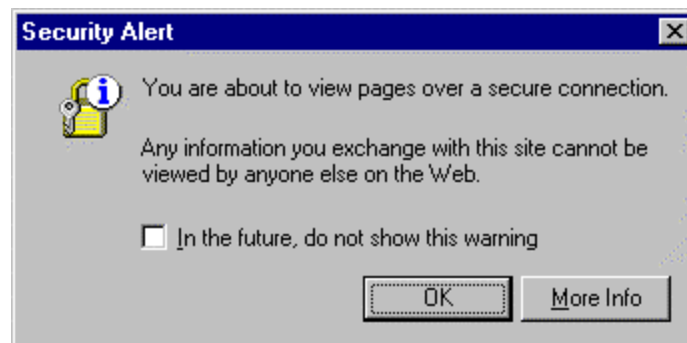 Security Alert
You are about to view pages over a secure connection.
Any information you exchange with this site cannot be
viewed by anyone else on the Web.
In the future, do not show this warning
OK
More Info